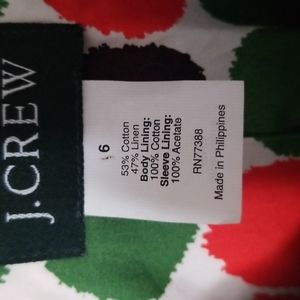 J.CREW
6
53% Cotton
47% Linen
Body Lining:
100% Cotton
Sleeve Lining:
100% Acetate
RN77388
Made in Philippines